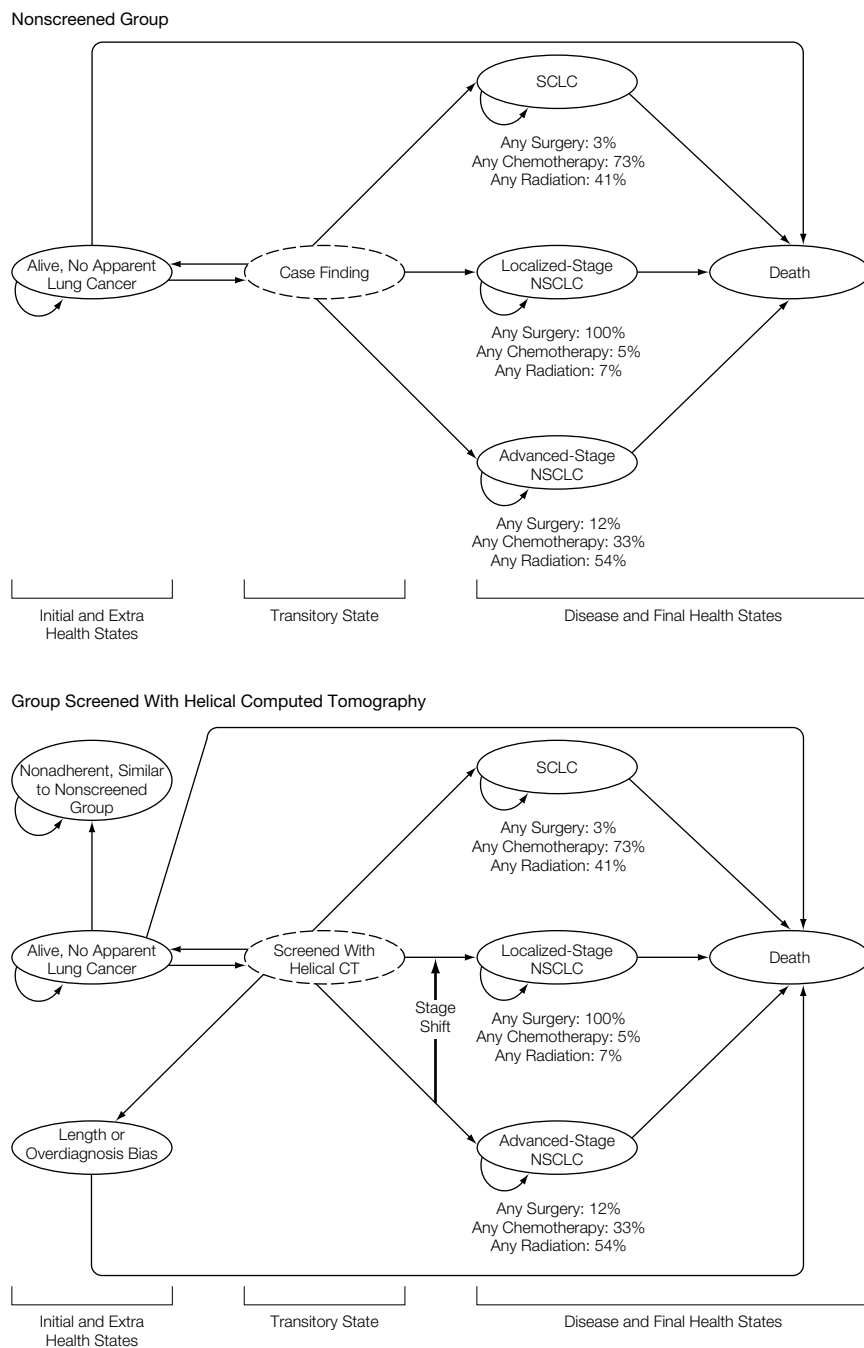 Nonscreened Group
SCLC
Any Surgery: 3%
Any Chemotherapy: 73%
Any Radiation: 41%
Alive, No Apparent
Lung Cancer
Case Finding
Localized-Stage
NSCLC
Death
Any Surgery: 100%
Any Chemotherapy: 5%
Any Radiation: 7%
Advanced-Stage
NSCLC
Any Surgery: 12%
Any Chemotherapy: 33%
Any Radiation: 54%
Initial and Extra
Health States
Transitory State
Disease and Final Health States
Group Screened With Helical Computed Tomography
Nonadherent, Similar
to Nonscreened
Group
SCLC
Any Surgery: 3%
Any Chemotherapy: 73%
Any Radiation: 41%
Alive, No Apparent
Lung Cancer
Screened With
Helical CT
Localized-Stage
NSCLC
Death
Stage
Shift
Any Surgery: 100%
Any Chemotherapy: 5%
Any Radiation: 7%
Length or
Overdiagnosis Bias
Advanced-Stage
NSCLC
Any Surgery: 12%
Any Chemotherapy: 33%
Any Radiation: 54%
Initial and Extra
Health States
Transitory State
Disease and Final Health States